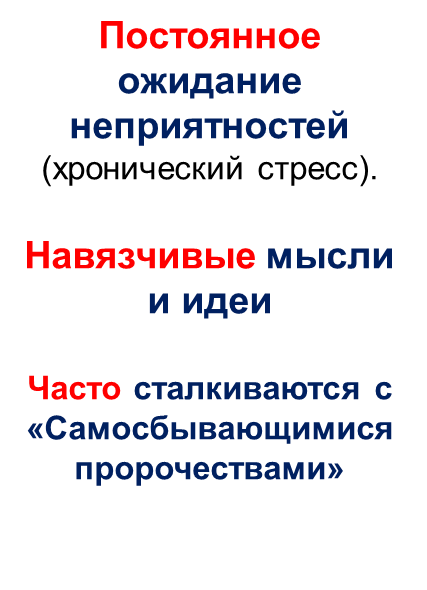 Постоянное
ожидание
неприятностей
(хронический стресс).
Навязчивые мысли
и идеи
Часто сталкиваются с
«Самосбывающимися
пророчествами»